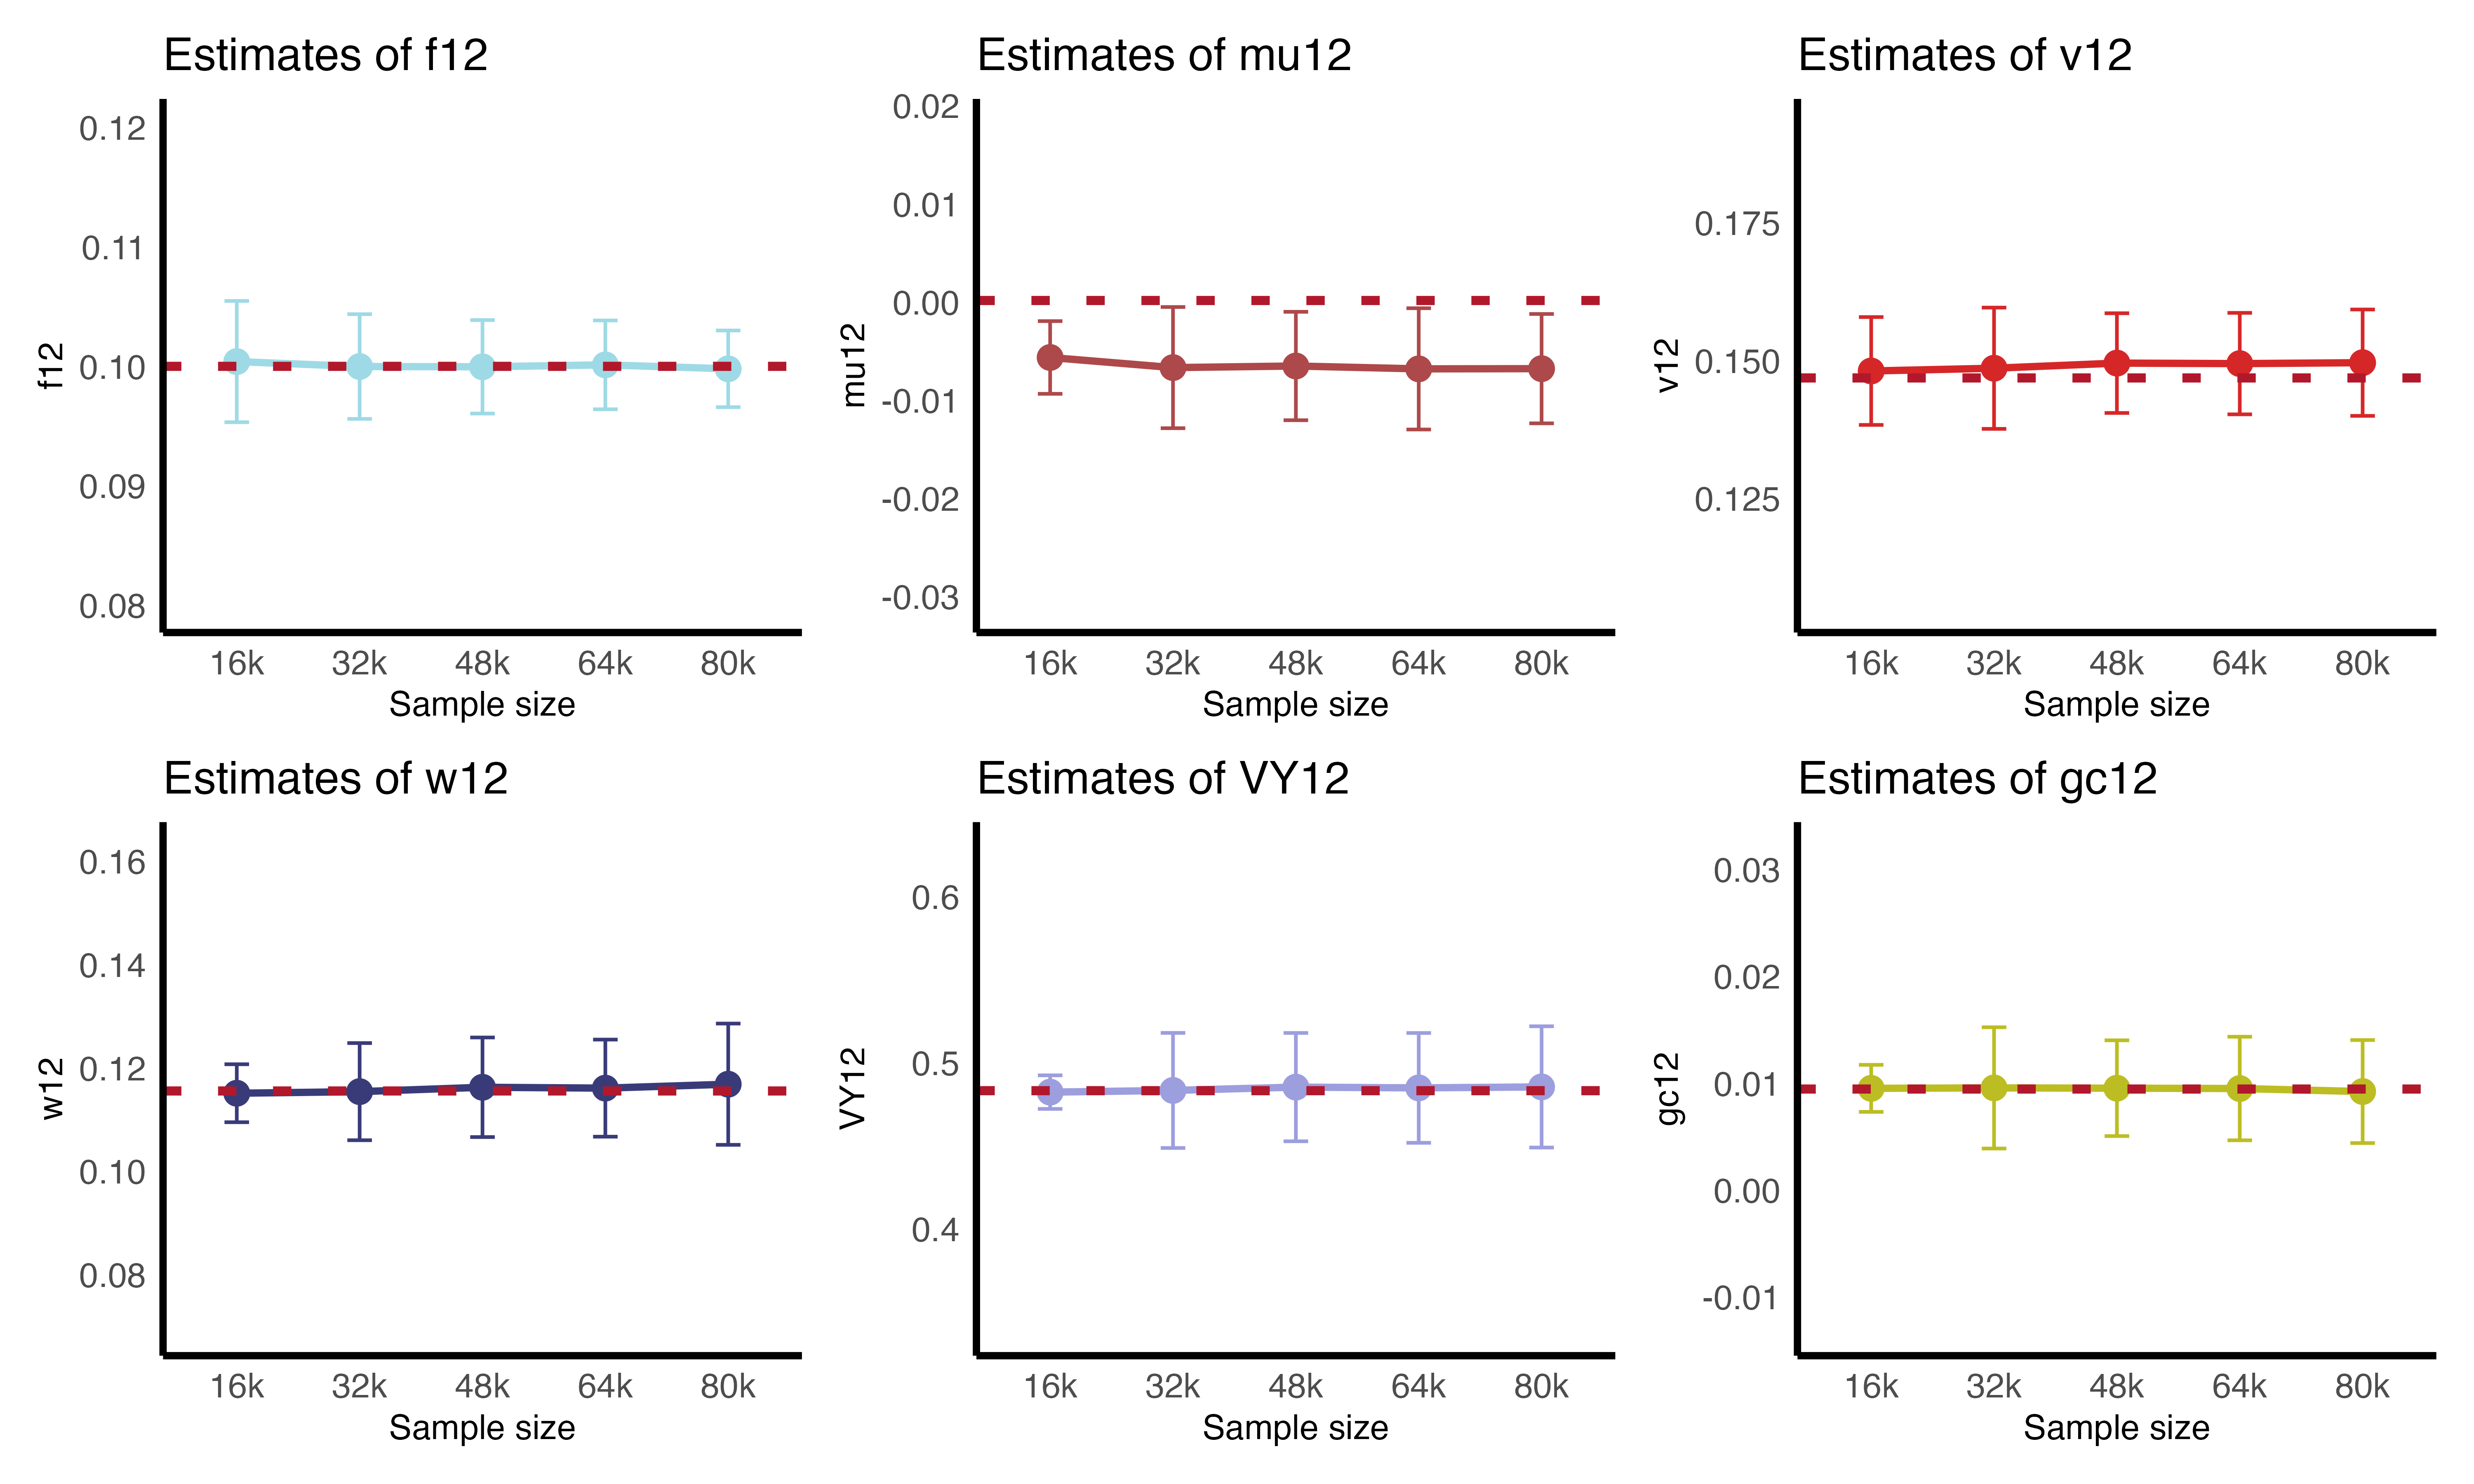 Estimates of f12
0.12
0.11
0.10
0.09
0.08
f12
16k 32k 48k 64k 80k
Sample size
Estimates of mu12
0.02
0.01
0.00
-0.01
-0.02
-0.03
mu12
16k 32k 48k 64k 80k
Sample size
Estimates of v12
0.175
0.150
0.125
v12
16k 32k 48k 64k 80k
Sample size
Estimates of w12
0.16
0.14
0.12
0.10
0.08
w12
16k 32k 48k 64k 80k
Sample size
Estimates of VY12
0.6
0.5
0.4
VY12
16k 32k 48k 64k 80k
Sample size
Estimates of gc12
0.03
0.02
0.01
0.00
-0.01
gc12
16k 32k 48k 64k 80k
Sample size